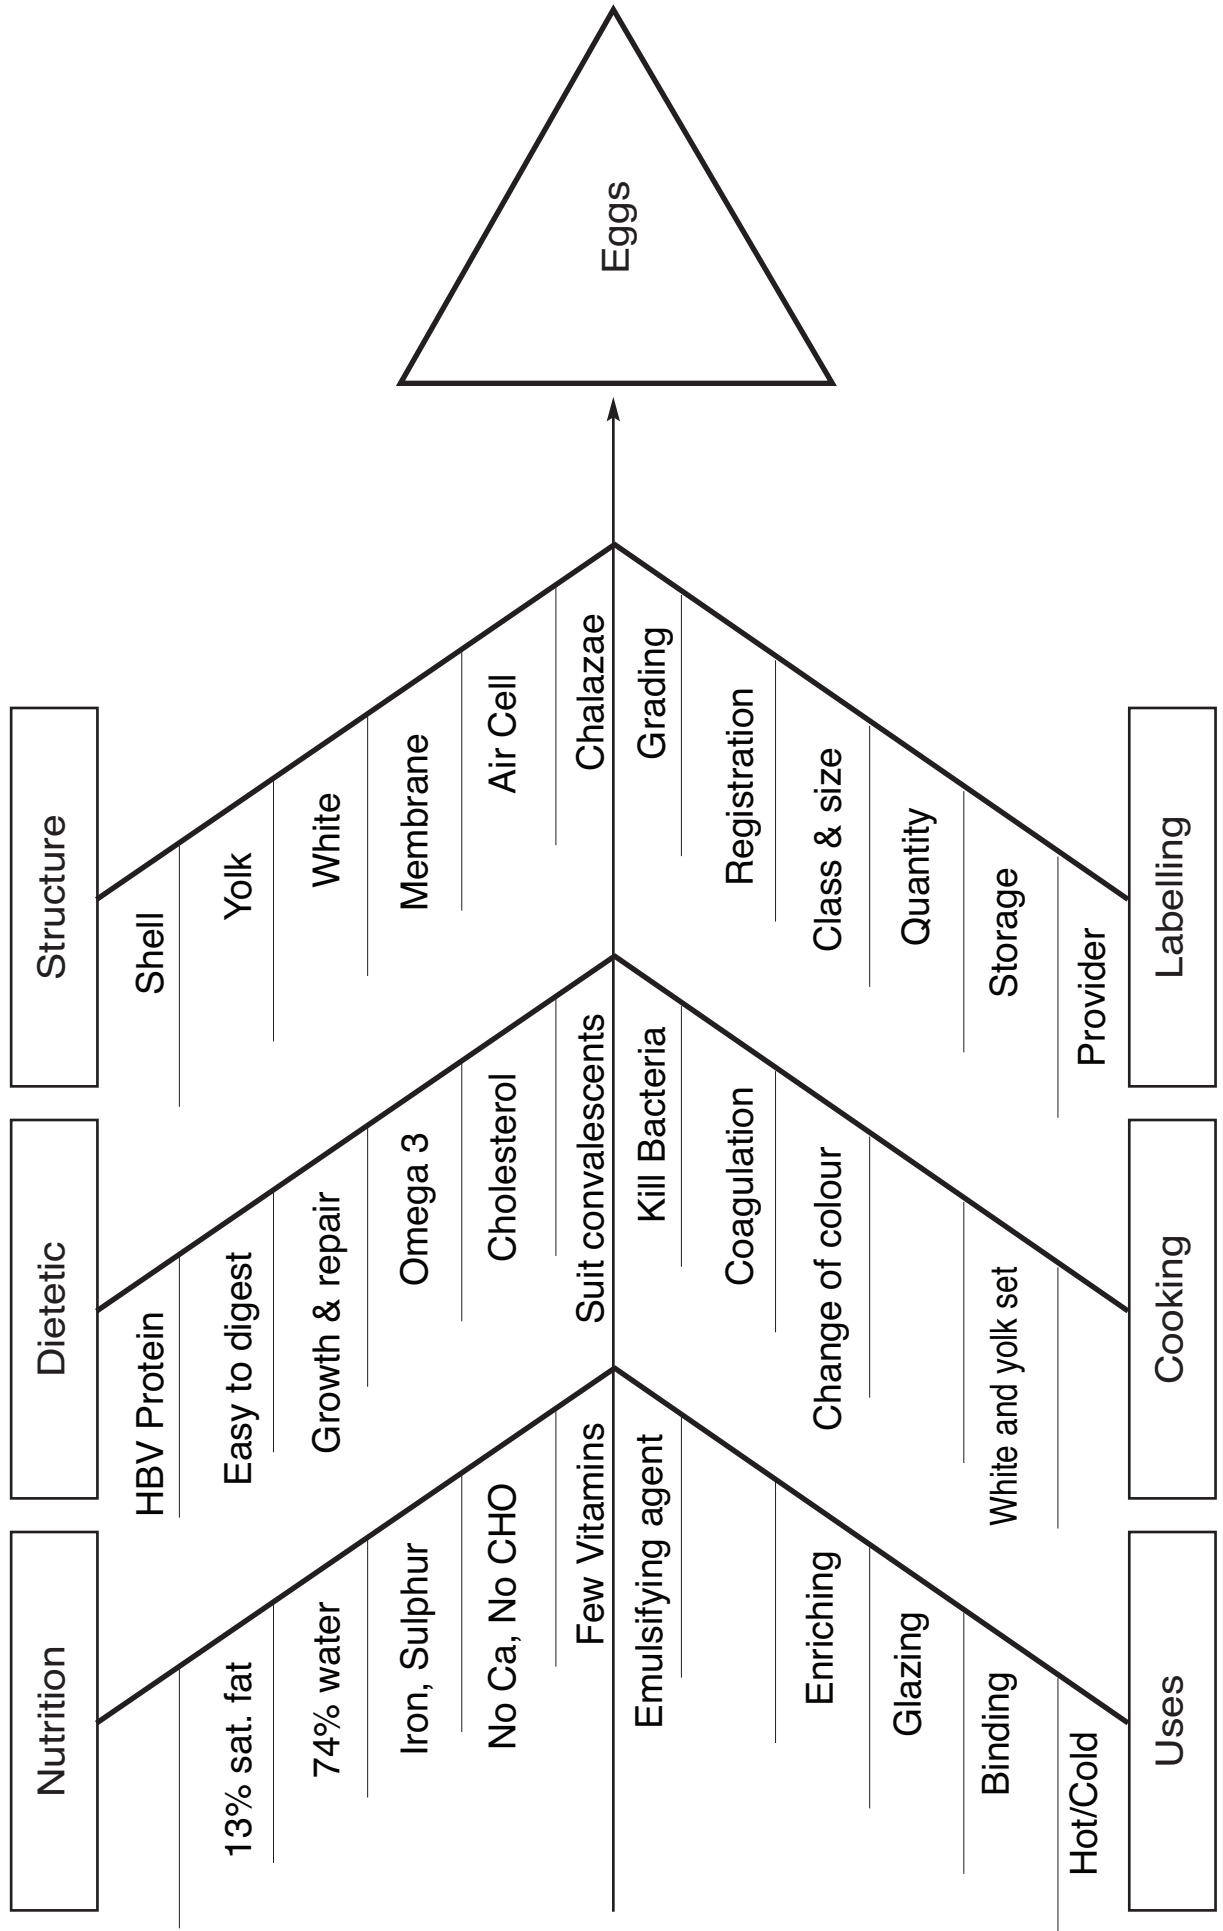 Nutrition
13% sat. fat
74% water
Iron, Sulphur
No Ca, No CHO
Few Vitamins
Dietetic
HBV Protein
Easy to digest
Growth & repair
Omega 3
Cholesterol
Suit convalescents
Structure
Shell
Yolk
White
Membrane
Air Cell
Chalazae
Eggs
Emulsifying agent
Enriching
Glazing
Binding
Hot/Cold
Uses
Kill Bacteria
Coagulation
Change of colour
White and yolk set
Cooking
Grading
Registration
Class & size
Quantity
Storage
Provider
Labelling